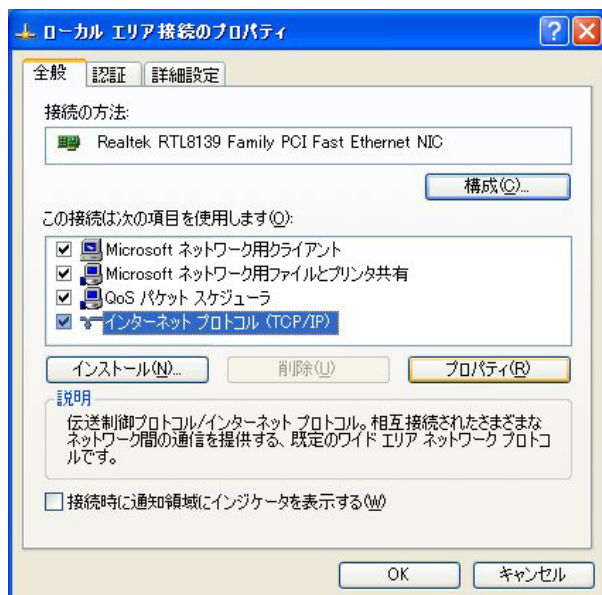 ローカル エリア接続のプロパティ
全般 認証 詳細設定
接続の方法:
Realtek RTL8139 Family PCI Fast Ethernet NIC
構成(C)...
この接続は次の項目を使用します(O):
Microsoft ネットワーク用クライアント
Microsoft ネットワーク用ファイルとプリンタ共有
QoS パケット スケジューラ
インターネット プロトコル (TCP/IP)
インストール(N)... 削除(U) プロパティ(R)
説明
伝送制御プロトコル/インターネット プロトコル。相互接続されたさまざまな
ネットワーク間の通信を提供する、既定のワイド エリア ネットワーク プロトコ
ルです。
接続時に通知領域にインジケータを表示する(W)
OK キャンセル